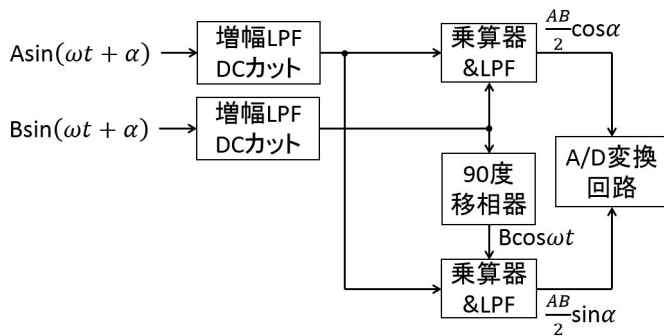 Asin(ωt + α)
増幅LPF
DCカット
乗算器
&LPF
AB/2 cosα
Bsin(ωt + α)
増幅LPF
DCカット
90度
移相器
A/D変換
回路
Bcosωt
乗算器
&LPF
AB/2 sinα